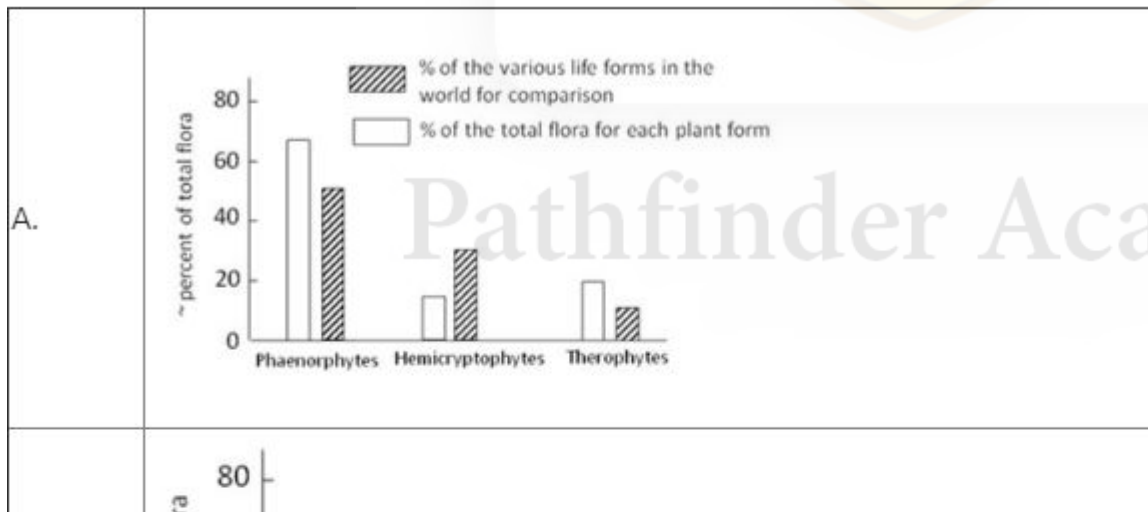 % of the various life forms in the
world for comparison
% of the total flora for each plant form
80
60
40
20
0
~percent of total flora
A.
Pathfinder Aca
Phaenorphytes Hemicryptophytes Therophytes
80
ra